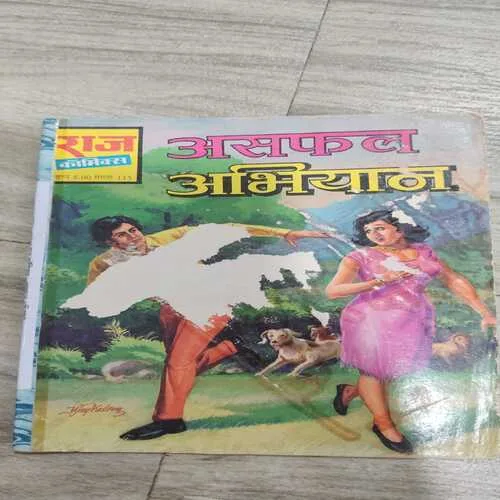 राज
कॉमिक्स
असफल
अभियान